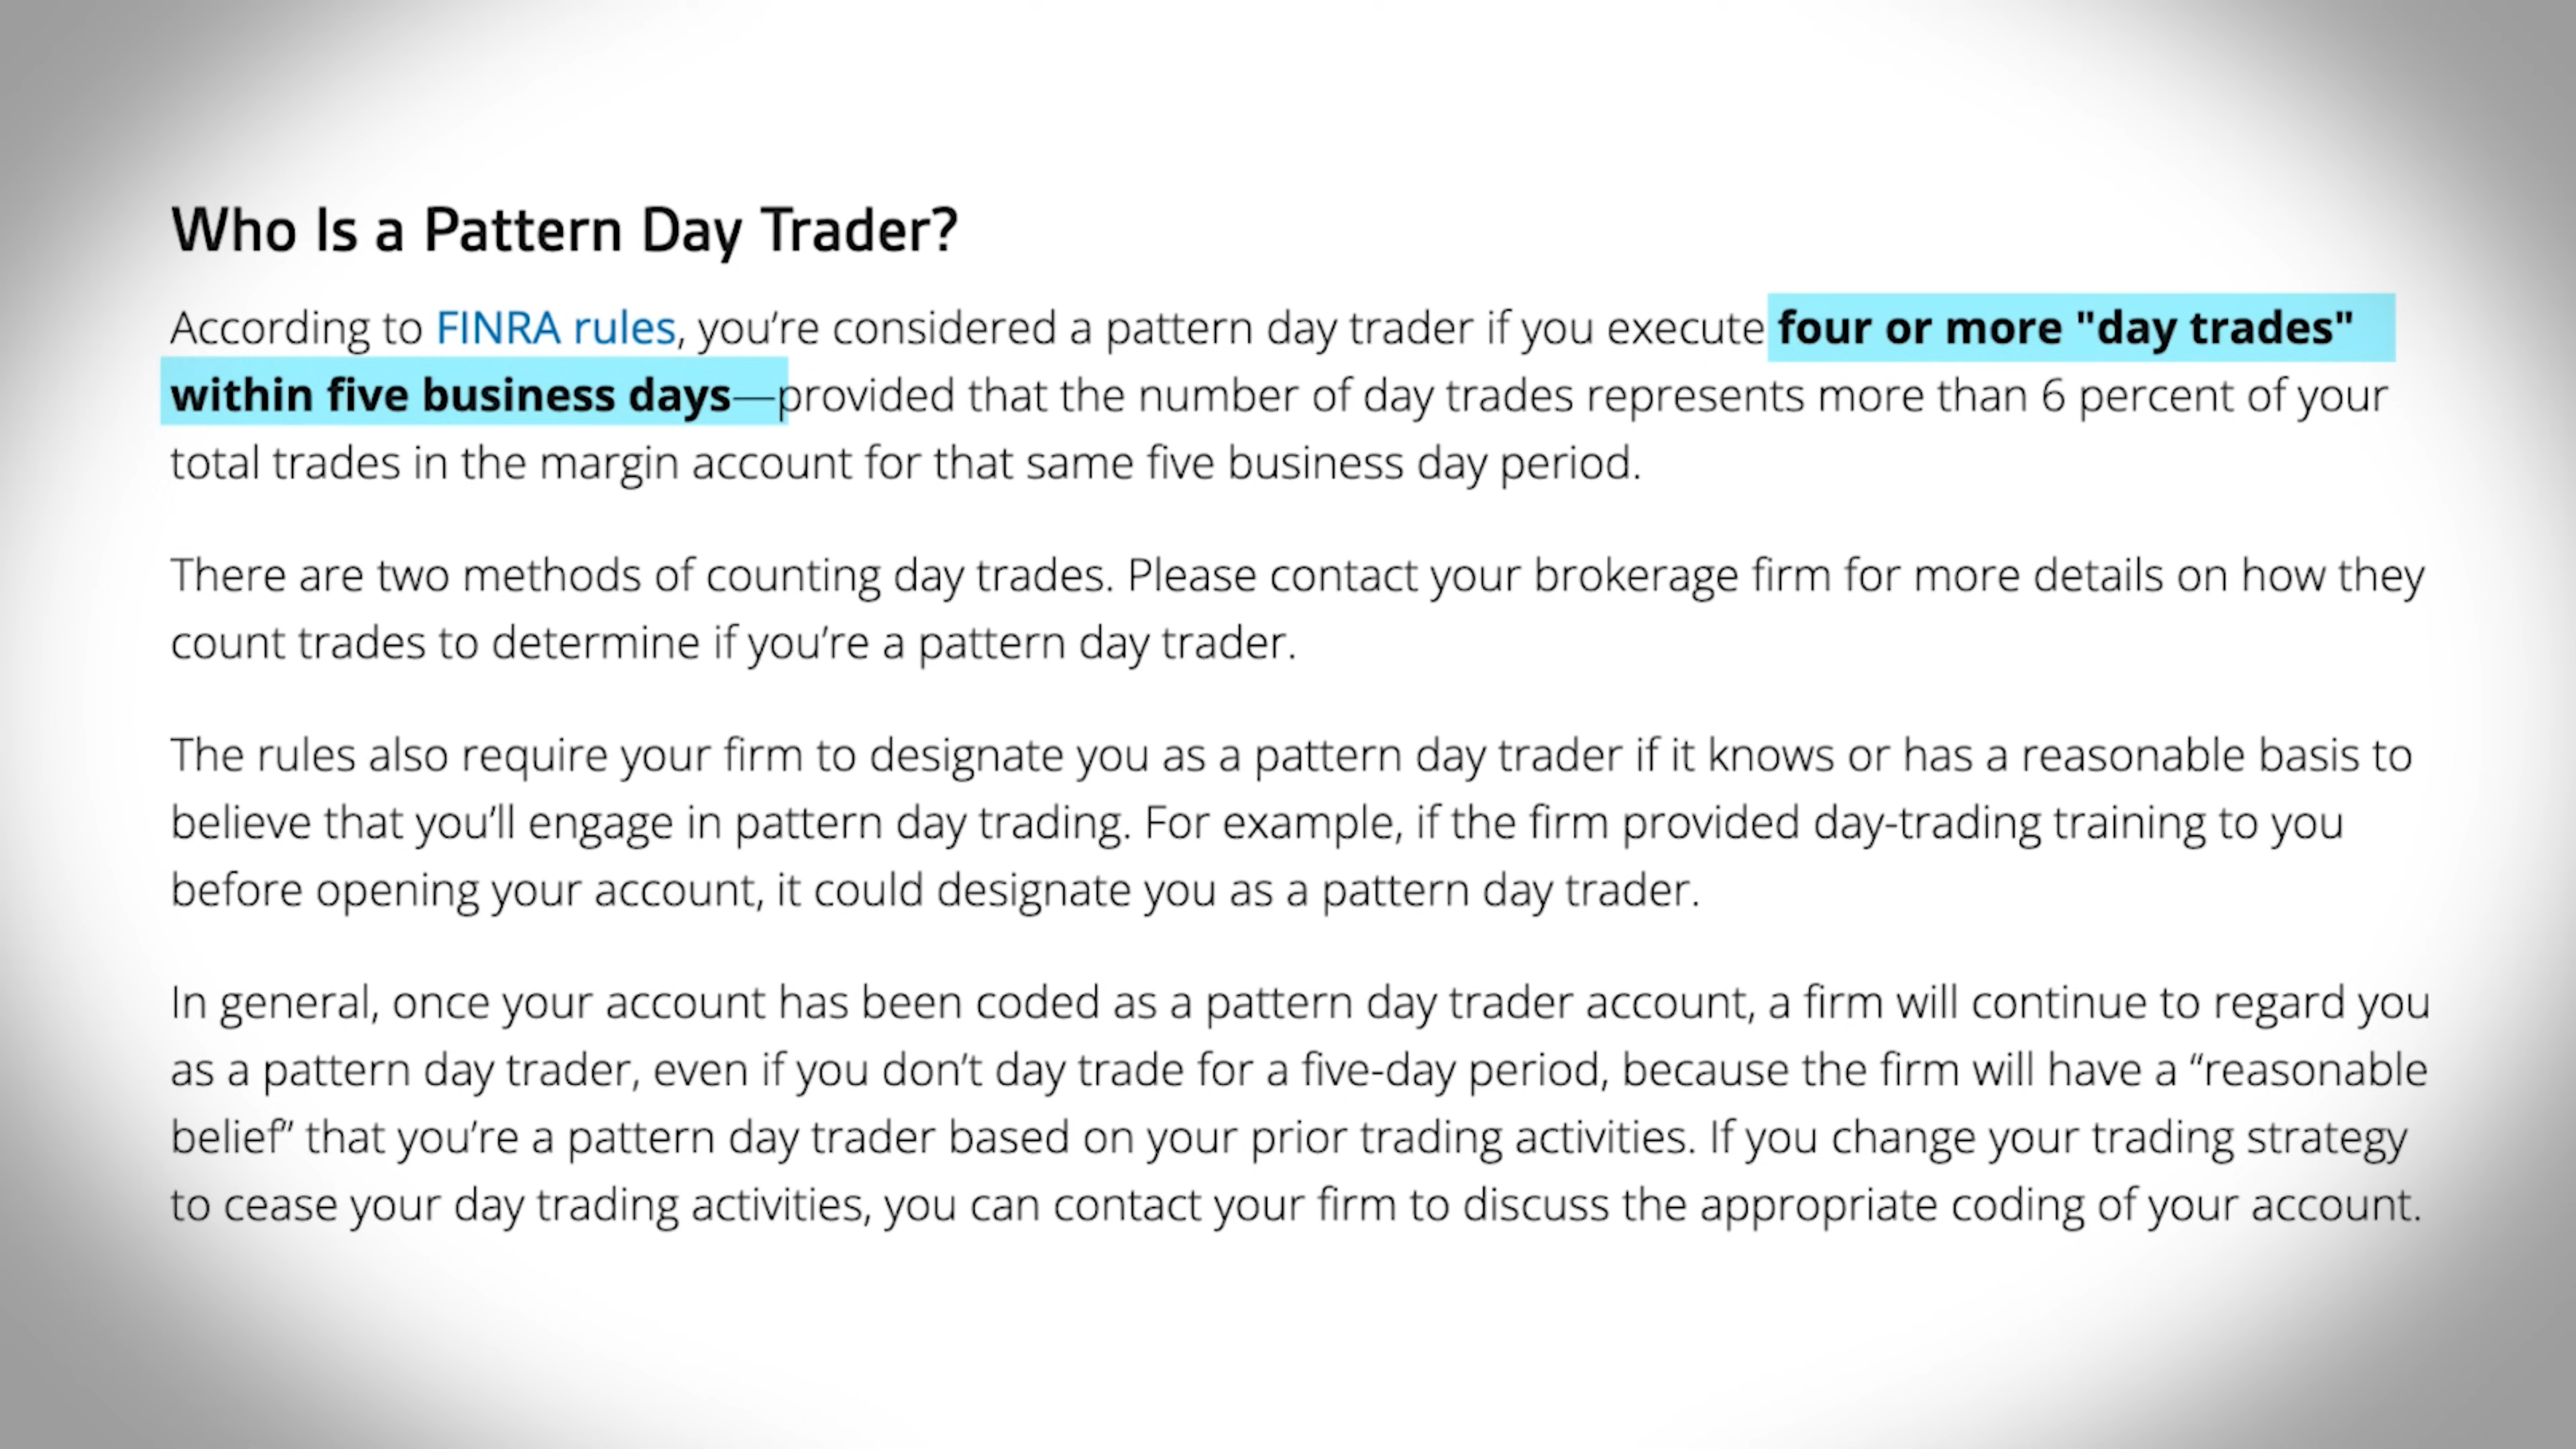 Who Is a Pattern Day Trader?
According to FINRA rules, you’re considered a pattern day trader if you execute four or more "day trades"
within five business days—provided that the number of day trades represents more than 6 percent of your
total trades in the margin account for that same five business day period.
There are two methods of counting day trades. Please contact your brokerage firm for more details on how they
count trades to determine if you’re a pattern day trader.
The rules also require your firm to designate you as a pattern day trader if it knows or has a reasonable basis to
believe that you’ll engage in pattern day trading. For example, if the firm provided day-trading training to you
before opening your account, it could designate you as a pattern day trader.
In general, once your account has been coded as a pattern day trader account, a firm will continue to regard you
as a pattern day trader, even if you don’t day trade for a five-day period, because the firm will have a “reasonable
belief” that you’re a pattern day trader based on your prior trading activities. If you change your trading strategy
to cease your day trading activities, you can contact your firm to discuss the appropriate coding of your account.